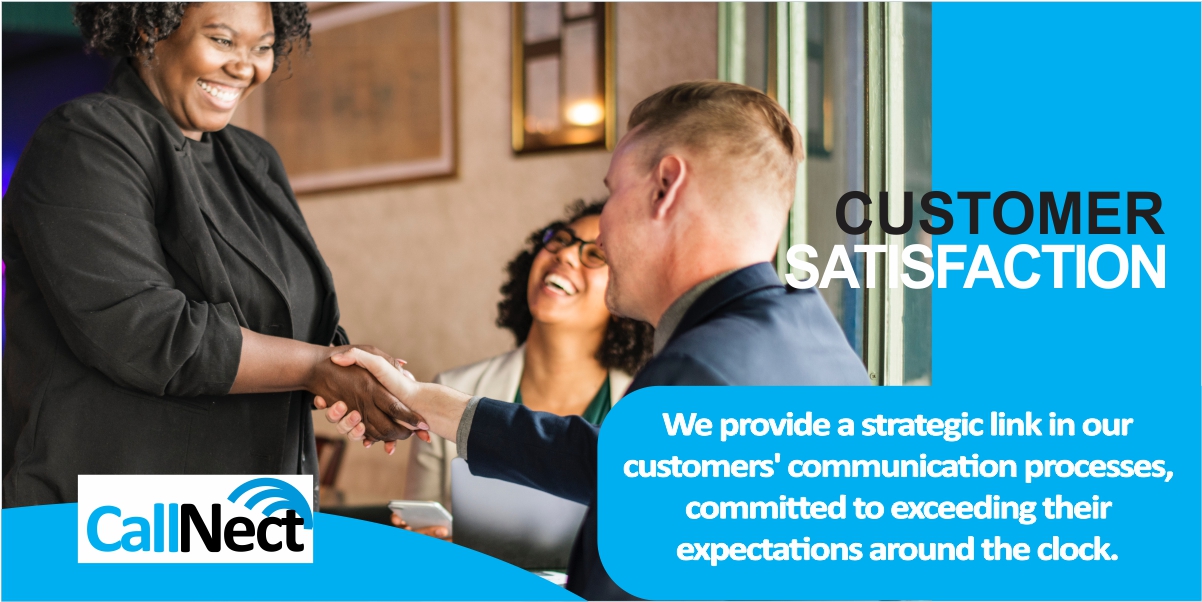 CUSTOMER
SATISFACTION
We provide a strategic link in our
customers' communication processes,
committed to exceeding their
expectations around the clock.
CallNect